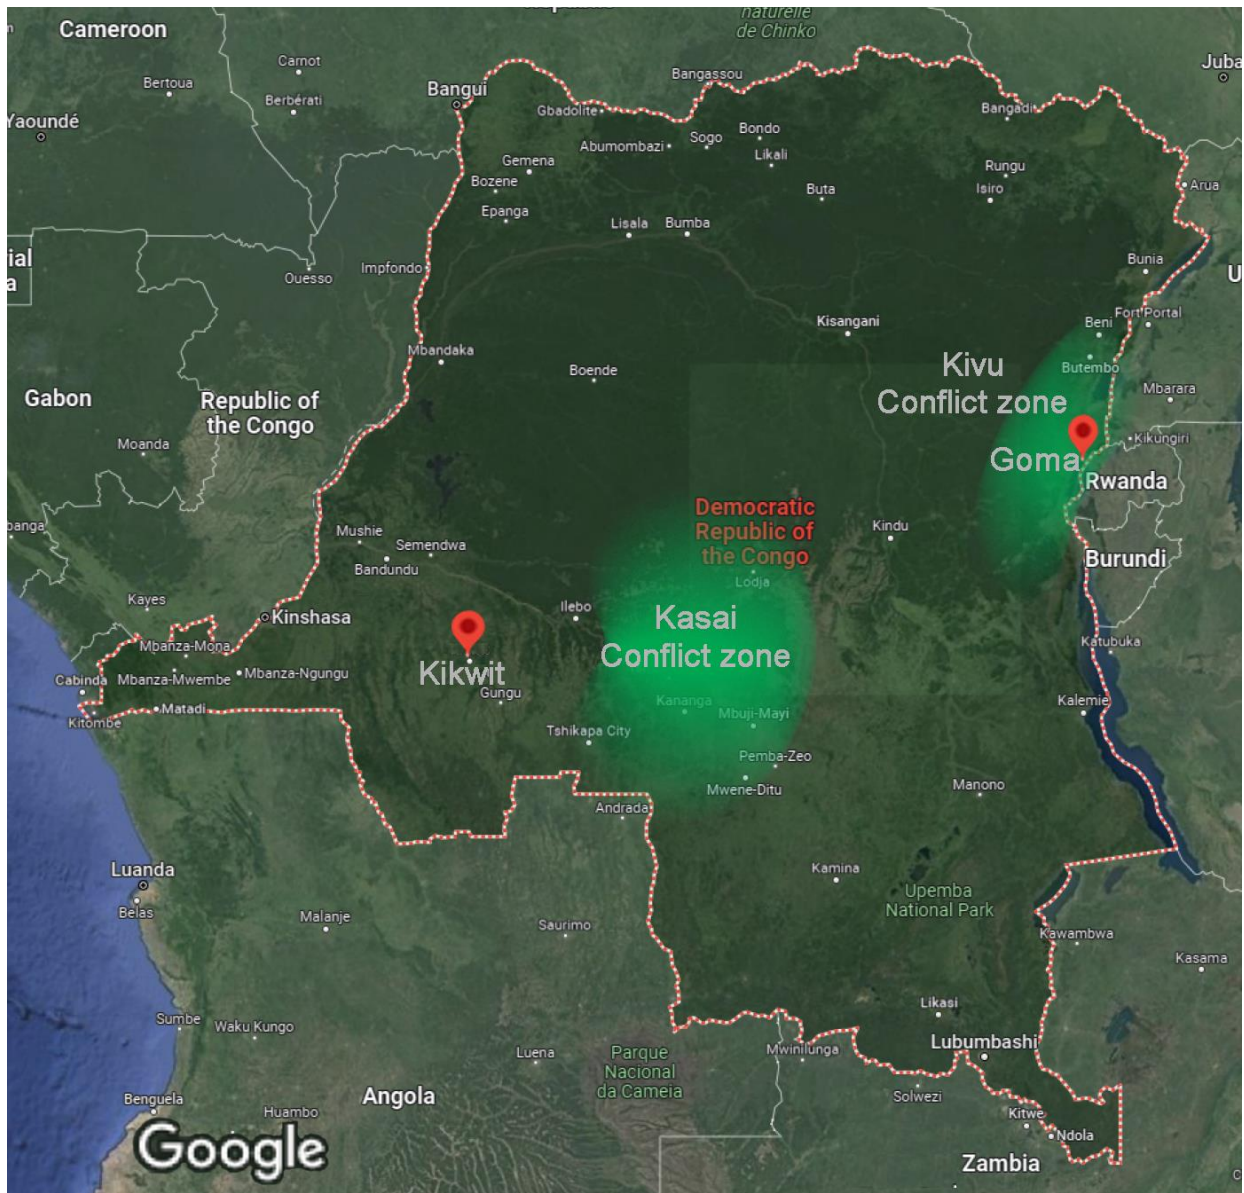 naturelle
de Chinko
Cameroon
Carnot
Bangassou
Juba
Bertoua
Bangui
Berbérati
Gbadolite
Bangadi
Yaoundé
Bondo
Sogo
Abumombazi
Likali
Gemena
Rungu
Bozene
Buta
Isiro
Arua
Epanga
Lisala
Bumba
Bunia
Impfondo
Ouesso
Fort Portal
Kisangani
Beni
Mbandaka
Boende
Butembo
Kivu
Conflict zone
Mbarara
Gabon
Republic of
the Congo
Moanda
Kikungiri
Goma
Rwanda
Democratic
Republic of
the Congo
Kindu
Mushie
Semendwa
Bandundu
Burundi
Lodja
Kayes
Ilebo
Kinshasa
Kasai
Conflict zone
Mbanza-Mona
Katubuka
Kikwit
Mbanza-Ngungu
Mbanza-Mwembe
Cabinda
Gungu
Kananga
Kalemie
Matadi
Mbuji-Mayi
Kitombe
Tshikapa City
Pemba-Zeo
Mwene-Ditu
Manono
Andrada
Luanda
Kamina
Belas
Upemba
National Park
Malanje
Saurimo
Kawambwa
Kasama
Likasi
Sumbe
Waku Kungo
Lubumbashi
Luena
Parque
Nacional
da Cameia
Mwinilunga
Angola
Solwezi
Benguela
Huambo
Kitwe
Ndola
Google
Zambia